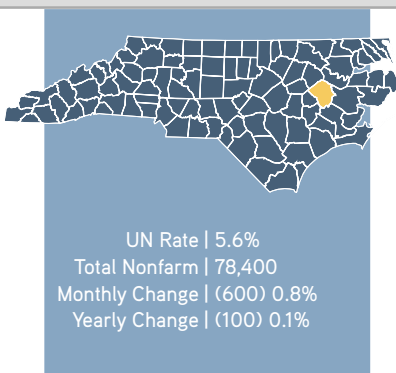 UN Rate | 5.6%
Total Nonfarm | 78,400
Monthly Change | (600) 0.8%
Yearly Change | (100) 0.1%